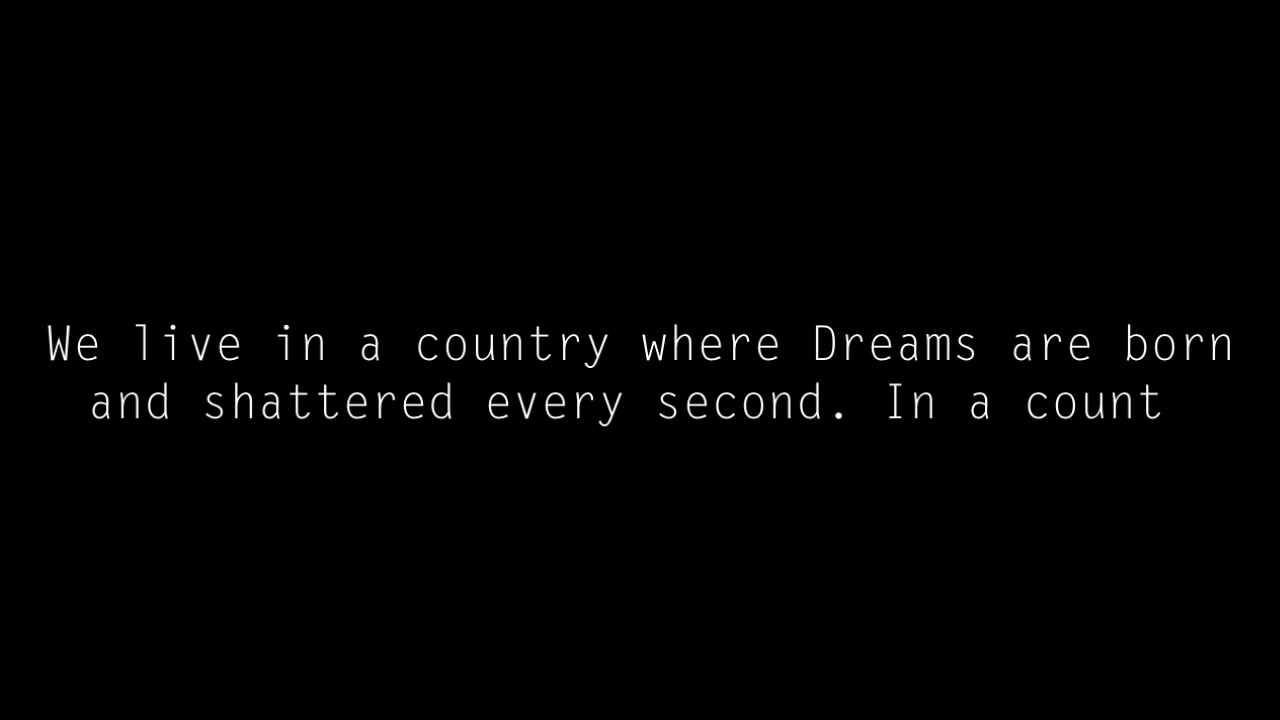 We live in a country where Dreams are born
and shattered every second. In a count